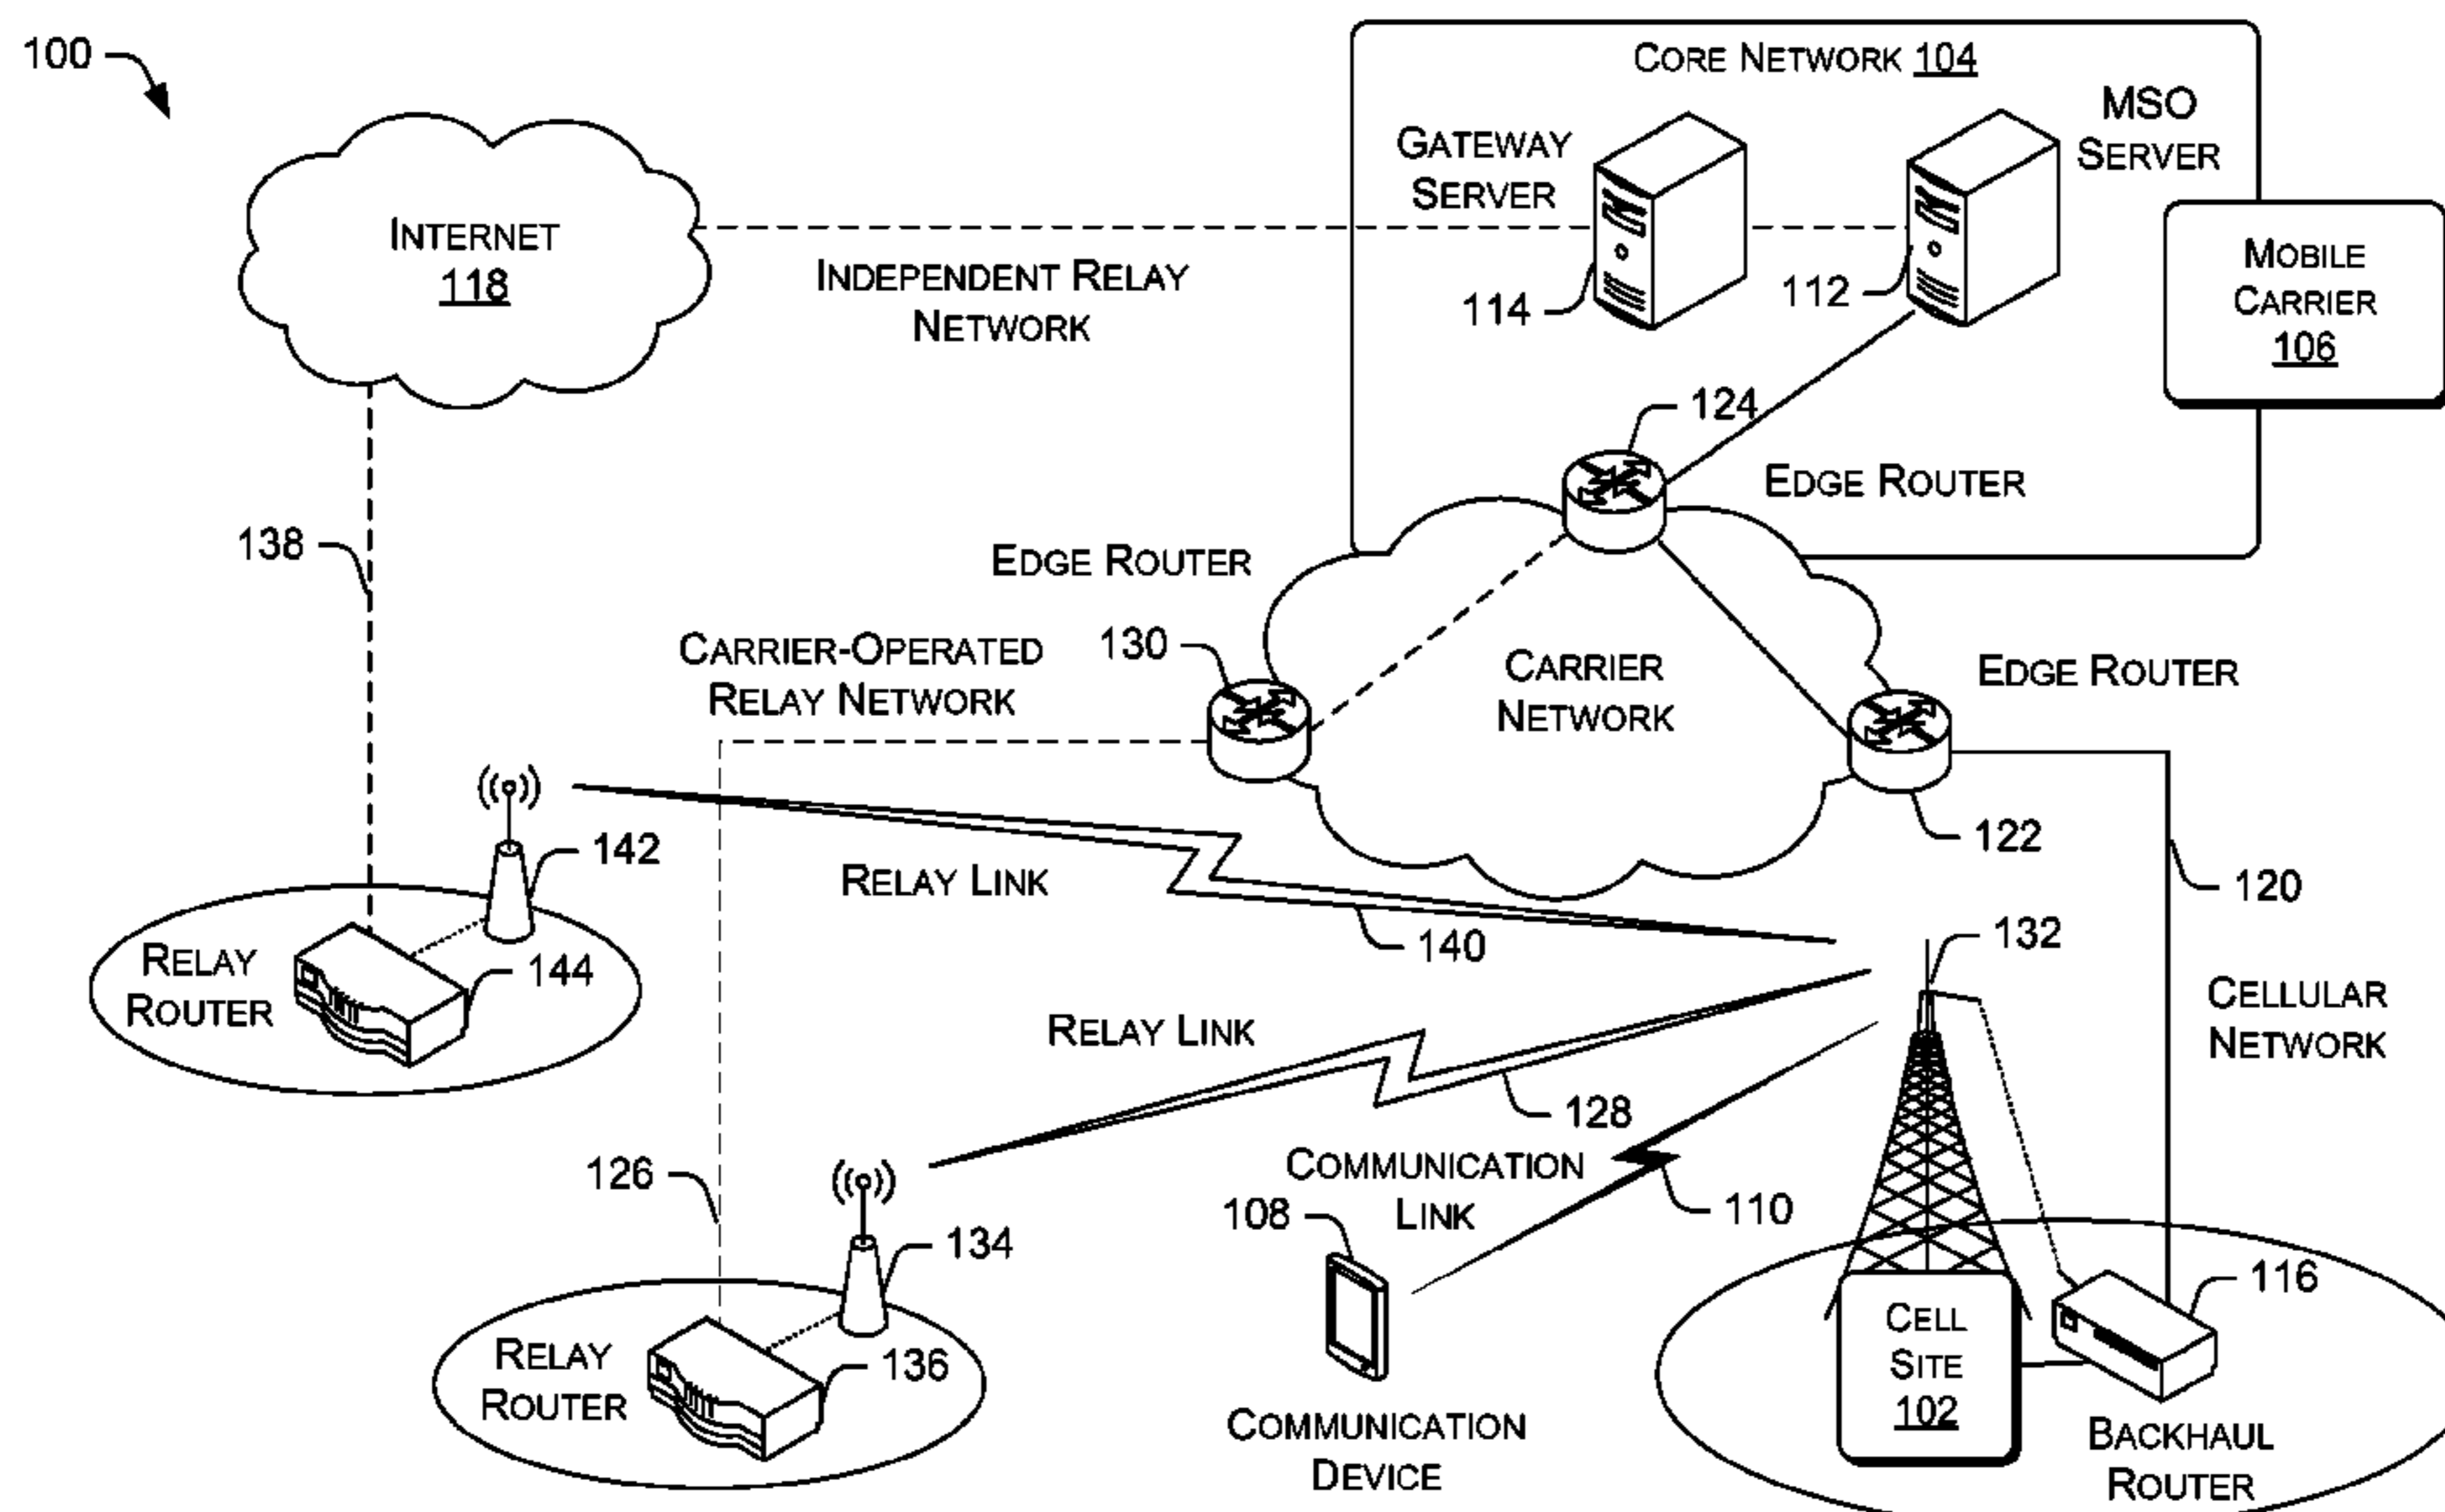 100
CORE NETWORK 104
MSO
SERVER
GATEWAY
SERVER
INTERNET
118
INDEPENDENT RELAY
NETWORK
114
112
MOBILE
CARRIER
106
124
EDGE ROUTER
138
EDGE ROUTER
130
CARRIER-OPERATED
RELAY NETWORK
CARRIER
NETWORK
EDGE ROUTER
122
142
RELAY LINK
120
140
132
RELAY
ROUTER
144
CELLULAR
NETWORK
RELAY LINK
128
126
COMMUNICATION
LINK
110
108
134
116
RELAY
ROUTER
136
CELL
SITE
102
COMMUNICATION
DEVICE
BACKHAUL
ROUTER